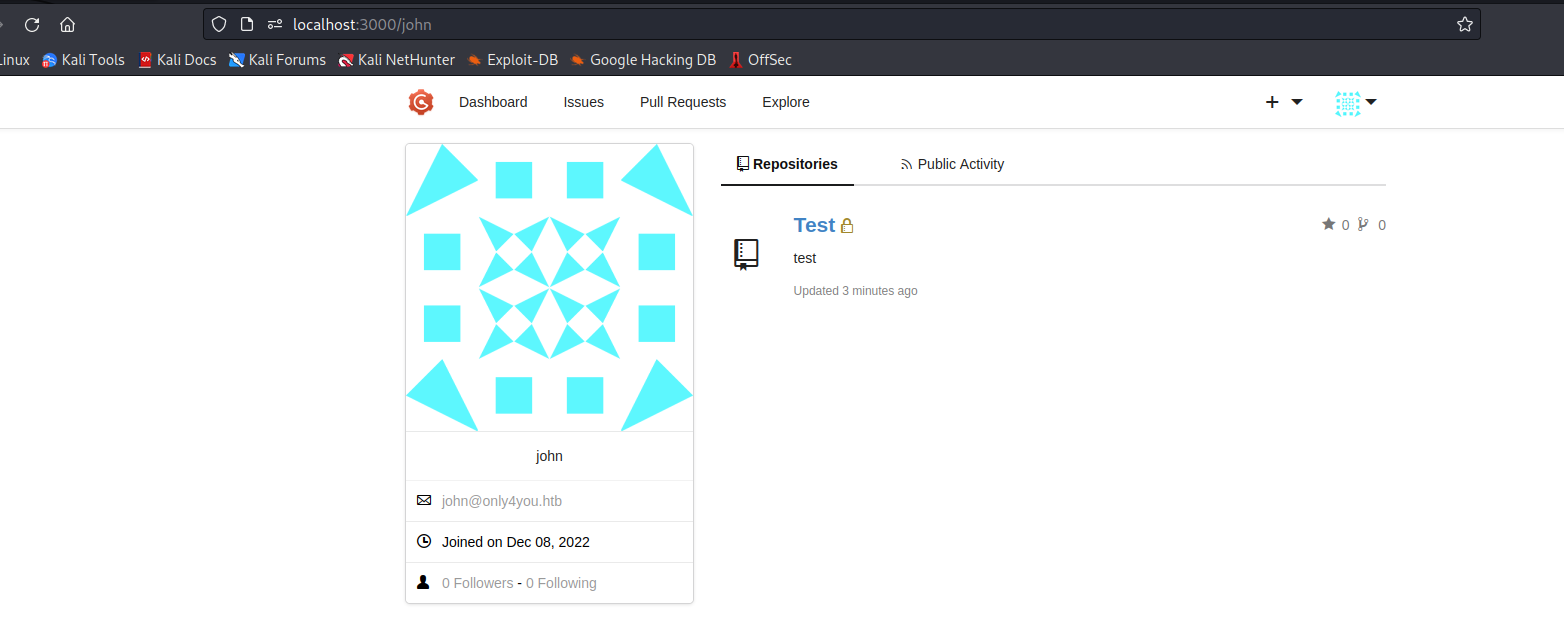 localhost:3000/john
Linux Kali Tools Kali Docs Kali Forums Kali NetHunter Exploit-DB Google Hacking DB OffSec
Dashboard Issues Pull Requests Explore
Repositories Public Activity
Test 0 0
test
Updated 3 minutes ago
john
john@only4you.htb
Joined on Dec 08, 2022
0 Followers - 0 Following